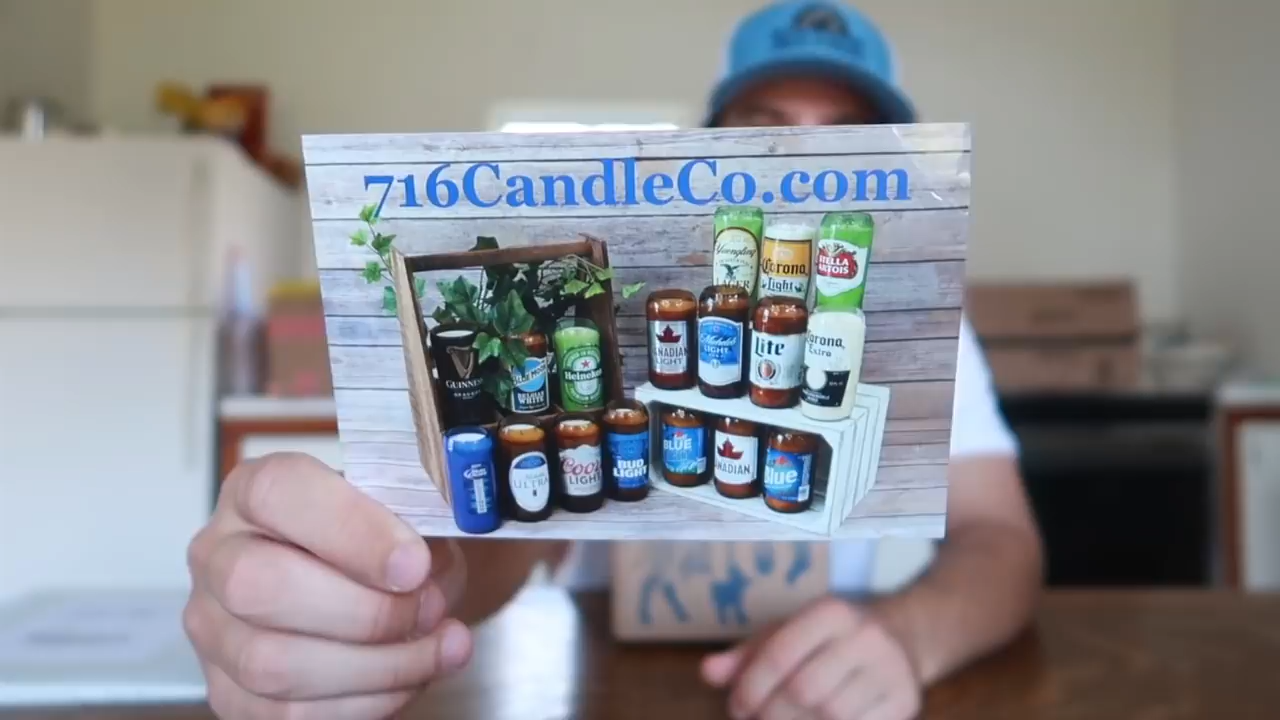 716CandleCo.com
Yuengling
LAGER
Corona
Light
STELLA
ARTOIS
CANADIAN
LIGHT
Michelob
LIGHT
Lite
Corona
Extra
GUINNESS
BELGIAN
WHITE
Heineken
ULTRA
Coors
LIGHT
BUD
LIGHT
BLUE
CANADIAN
Blue